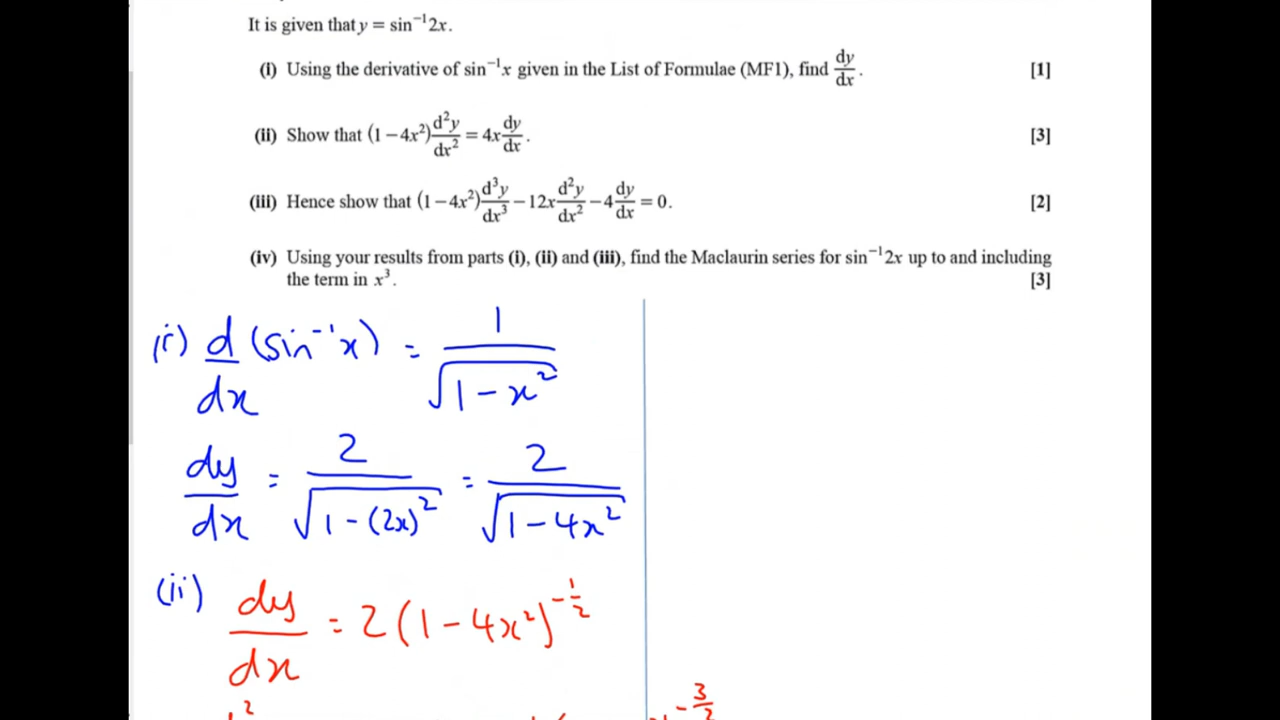 It is given that y = sin⁻¹2x.
(i) Using the derivative of sin⁻¹x given in the List of Formulae (MF1), find dy/dx. [1]
(ii) Show that (1 − 4x²)d²y/dx² = 4x dy/dx. [3]
(iii) Hence show that (1 − 4x²)d³y/dx³ − 12x d²y/dx² − 4 dy/dx = 0. [2]
(iv) Using your results from parts (i), (ii) and (iii), find the Maclaurin series for sin⁻¹2x up to and including
the term in x³. [3]
(i) d/dx (sin⁻¹x) = 1/√(1 − x²)
dy/dx = 2/√(1 − (2x)²) = 2/√(1 − 4x²)
(ii) dy/dx = 2(1 − 4x²)^(−1/2)
−3/2